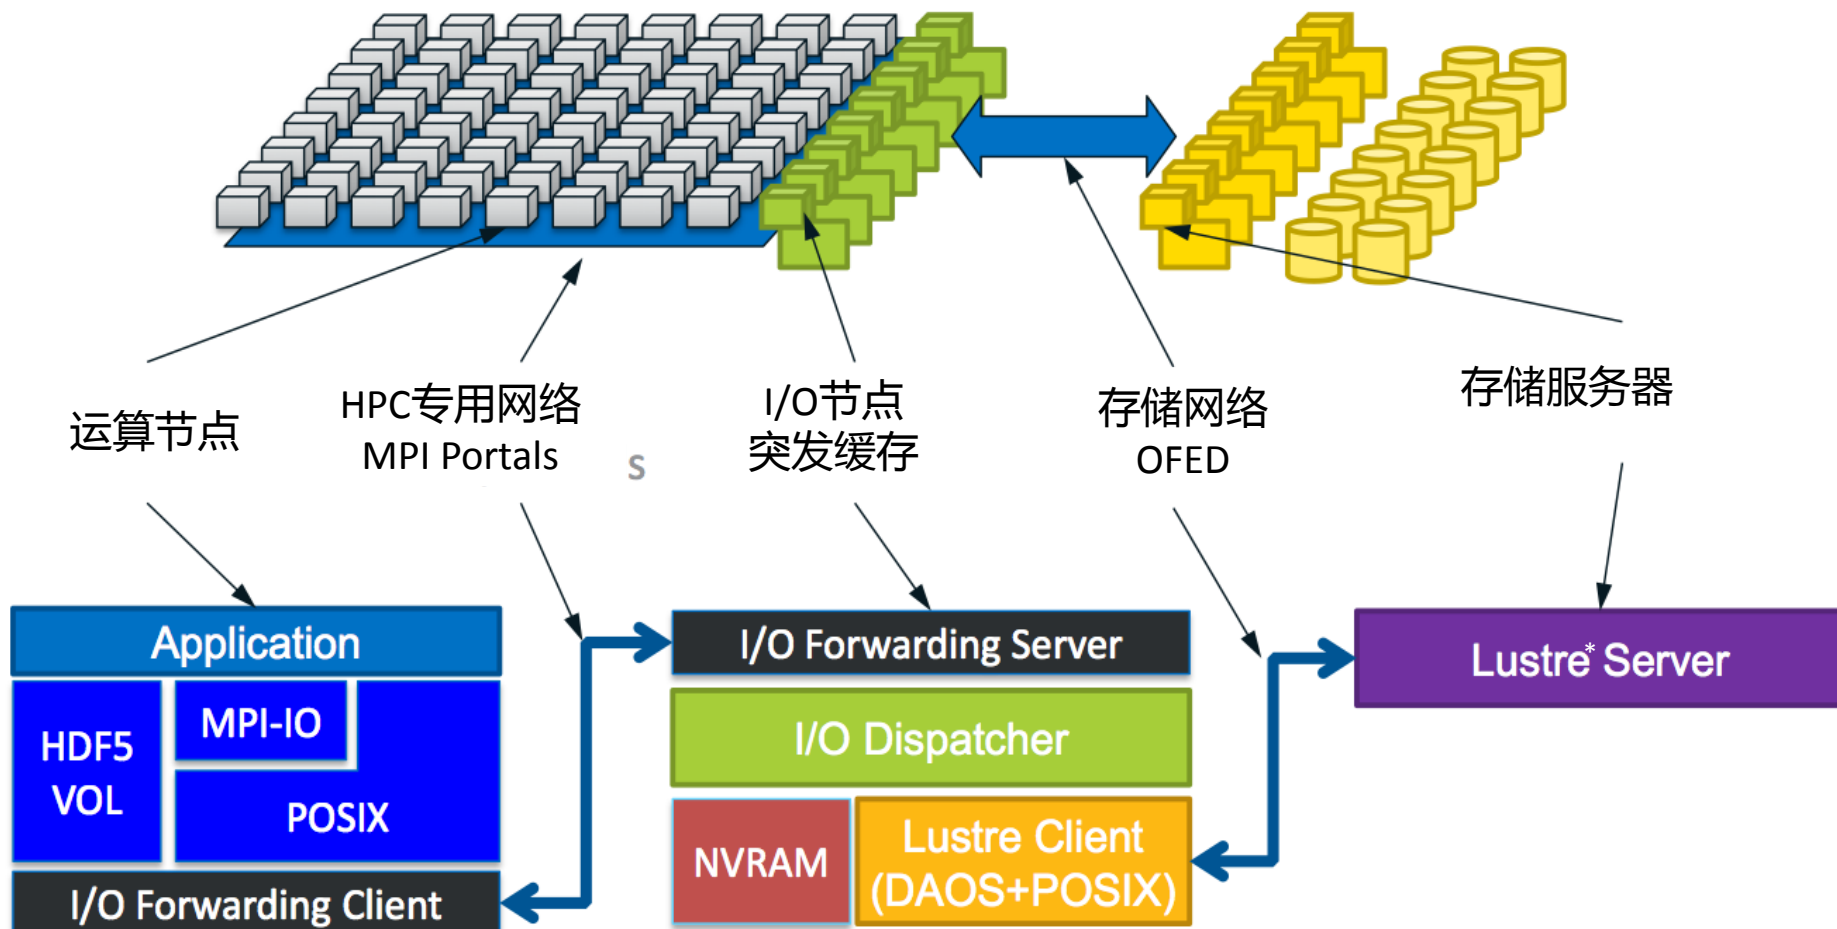 运算节点
HPC专用网络
MPI Portals
s
I/O节点
突发缓存
存储网络
OFED
存储服务器
Application
HDF5
VOL
MPI-IO
POSIX
I/O Forwarding Client
I/O Forwarding Server
I/O Dispatcher
NVRAM
Lustre Client
(DAOS+POSIX)
Lustre* Server